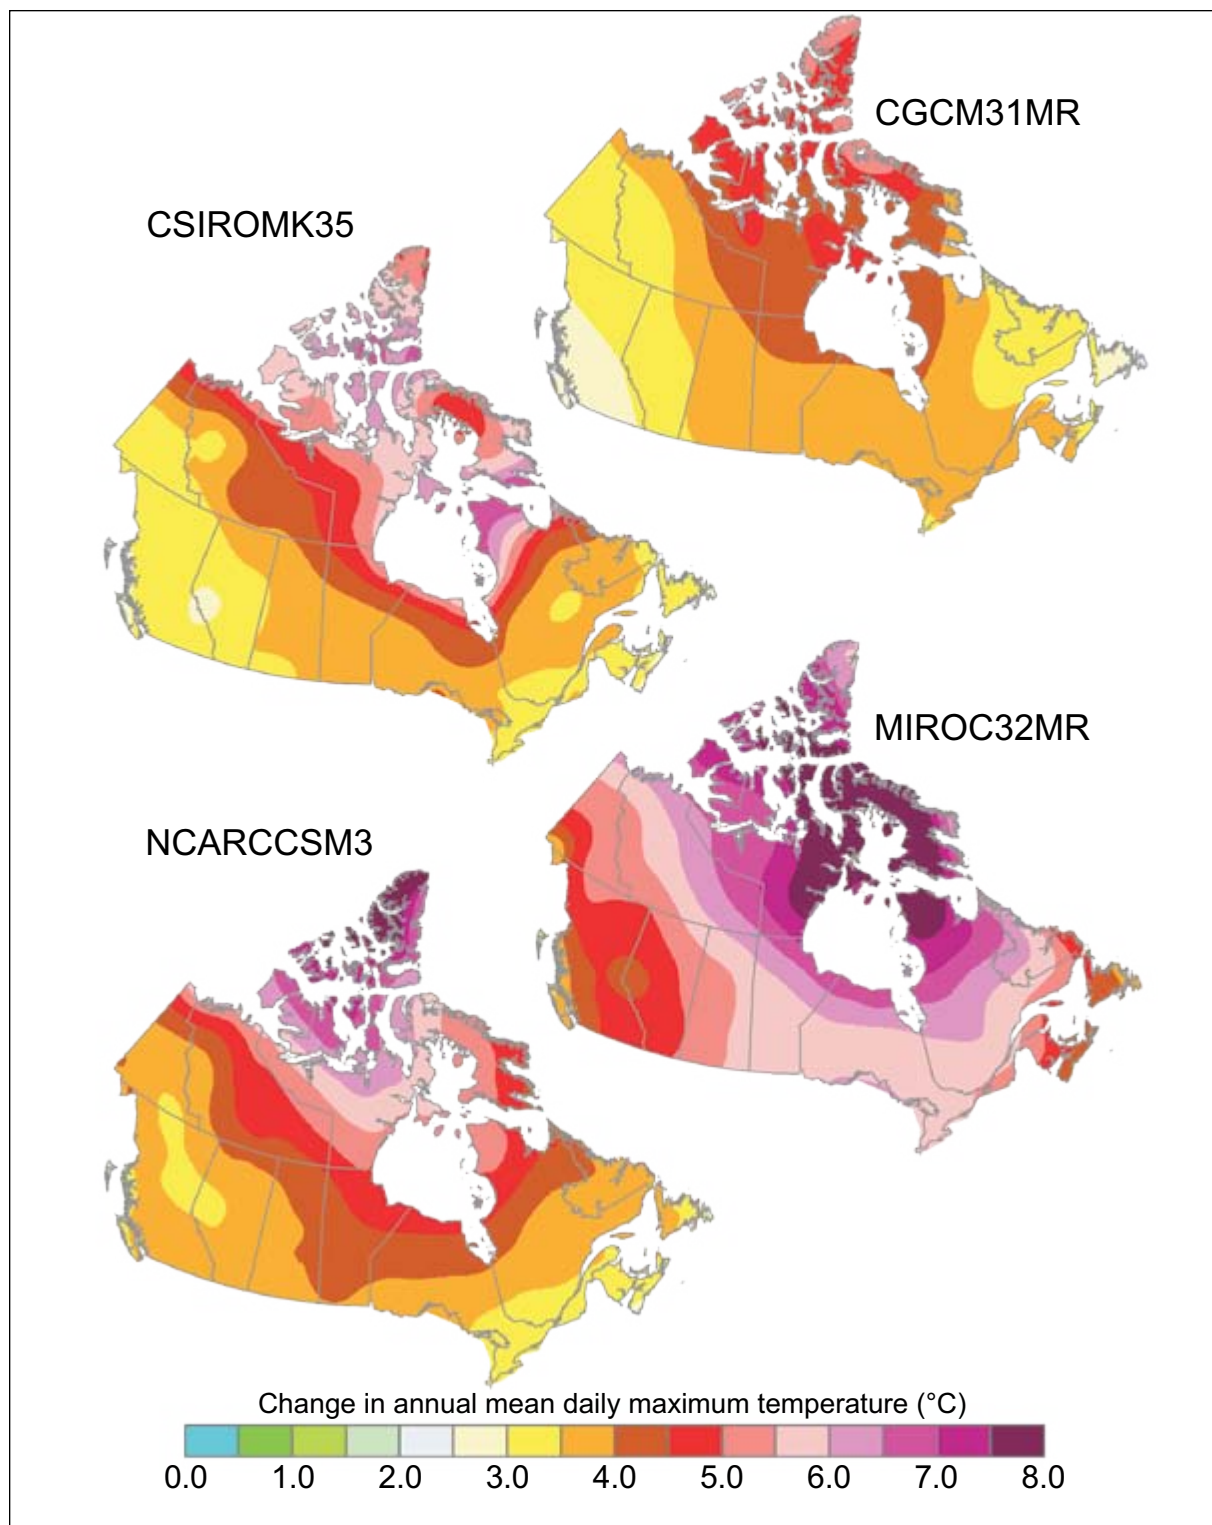 CGCM31MR
CSIROMK35
MIROC32MR
NCARCCSM3
Change in annual mean daily maximum temperature (°C)
0.0 1.0 2.0 3.0 4.0 5.0 6.0 7.0 8.0